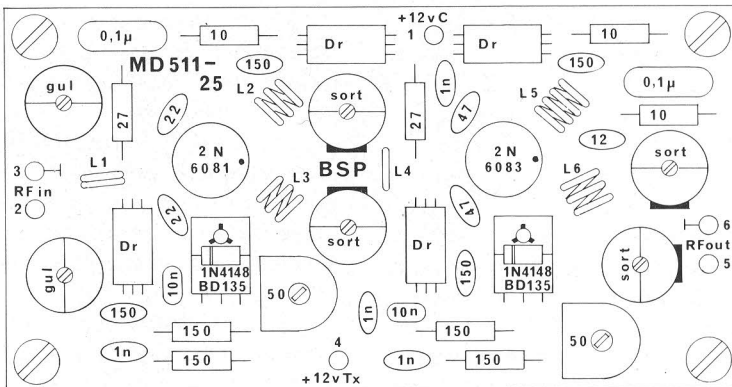 +12vC
1
0,1µ
10
Dr
Dr
10
MD511-
25
150
150
gul
L2
sort
1n
L5
0,1µ
27
22
27
47
10
12
L1
2N
6081
L3
BSP
L4
2N
6083
L6
sort
3
RFin
2
22
sort
47
6
RFout
5
Dr
Dr
gul
1N4148
BD135
1N4148
BD135
sort
10n
50
150
150
1n
10n
50
150
150
150
1n
150
4
+12vTx
1n
150